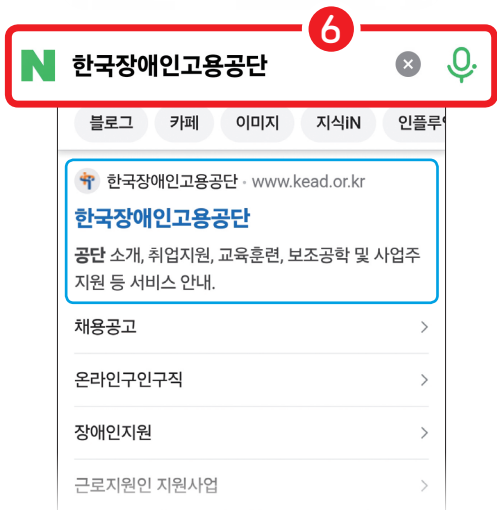 6
N 한국장애인고용공단
블로그 카페 이미지 지식iN 인플루
한국장애인고용공단 · www.kead.or.kr
한국장애인고용공단
공단 소개, 취업지원, 교육훈련, 보조공학 및 사업주
지원 등 서비스 안내.
채용공고
온라인구인구직
장애인지원
근로지원인 지원사업